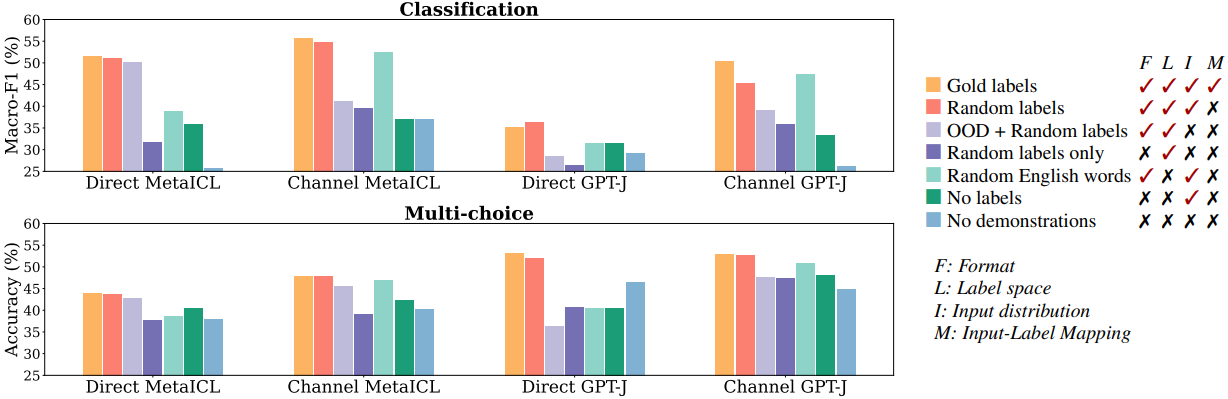 Classification
Macro-F1 (%)
60
55
50
45
40
35
30
25
Direct MetaICL
Channel MetaICL
Direct GPT-J
Channel GPT-J
Multi-choice
Accuracy (%)
60
55
50
45
40
35
30
25
Direct MetaICL
Channel MetaICL
Direct GPT-J
Channel GPT-J
F L I M
Gold labels ✓ ✓ ✓ ✓
Random labels ✓ ✓ ✓ ✗
OOD + Random labels ✓ ✓ ✗ ✗
Random labels only ✗ ✓ ✗ ✗
Random English words ✓ ✗ ✓ ✗
No labels ✗ ✗ ✓ ✗
No demonstrations ✗ ✗ ✗ ✗
F: Format
L: Label space
I: Input distribution
M: Input-Label Mapping